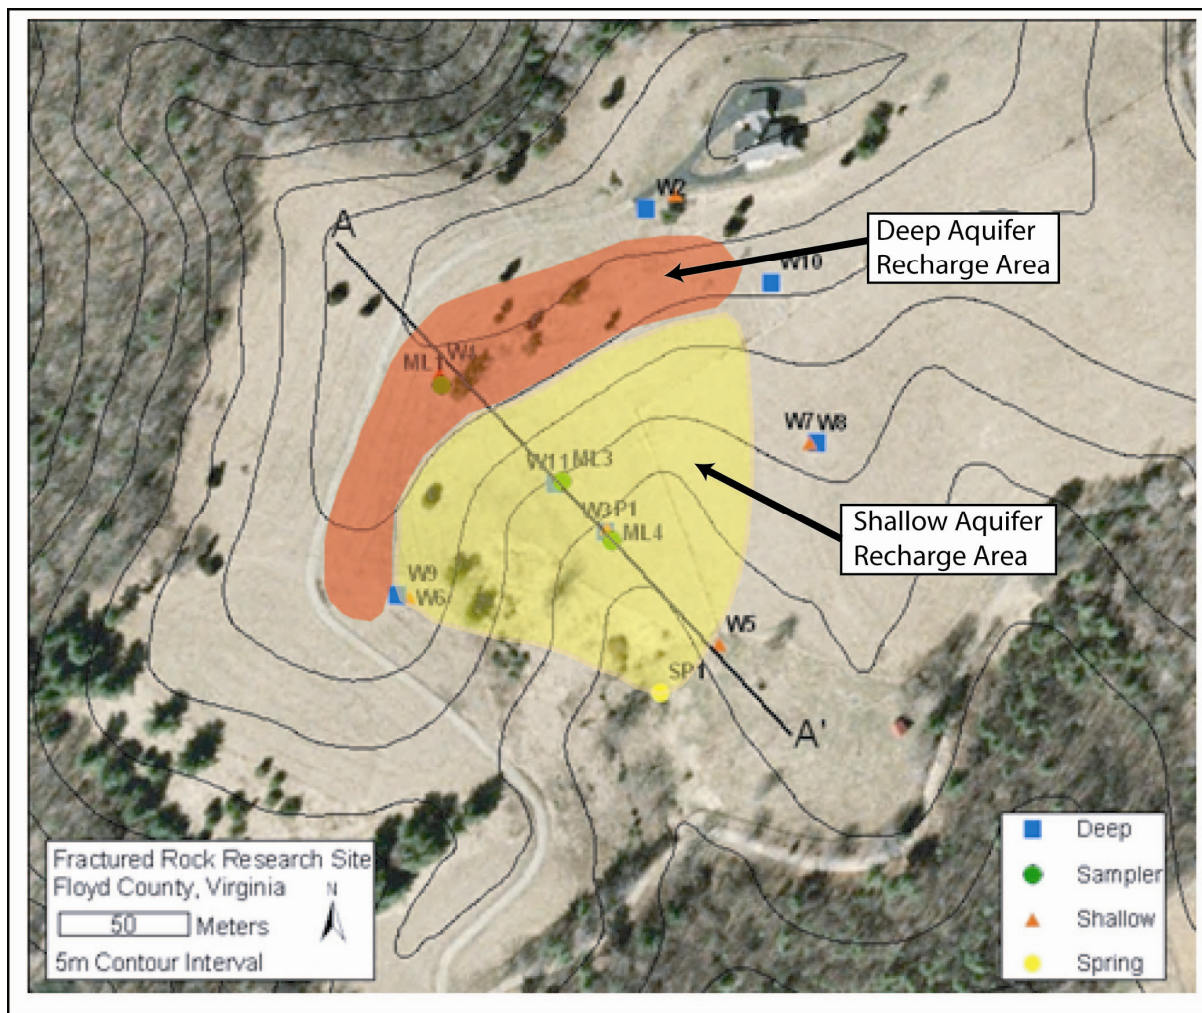 W2
Deep Aquifer
Recharge Area
W10
A
W4
ML1
W7 W8
W11 ML3
W3 P1
ML4
Shallow Aquifer
Recharge Area
W9
W6
W5
SP1
A'
Fractured Rock Research Site
Floyd County, Virginia
N
50 Meters
5m Contour Interval
Deep
Sampler
Shallow
Spring